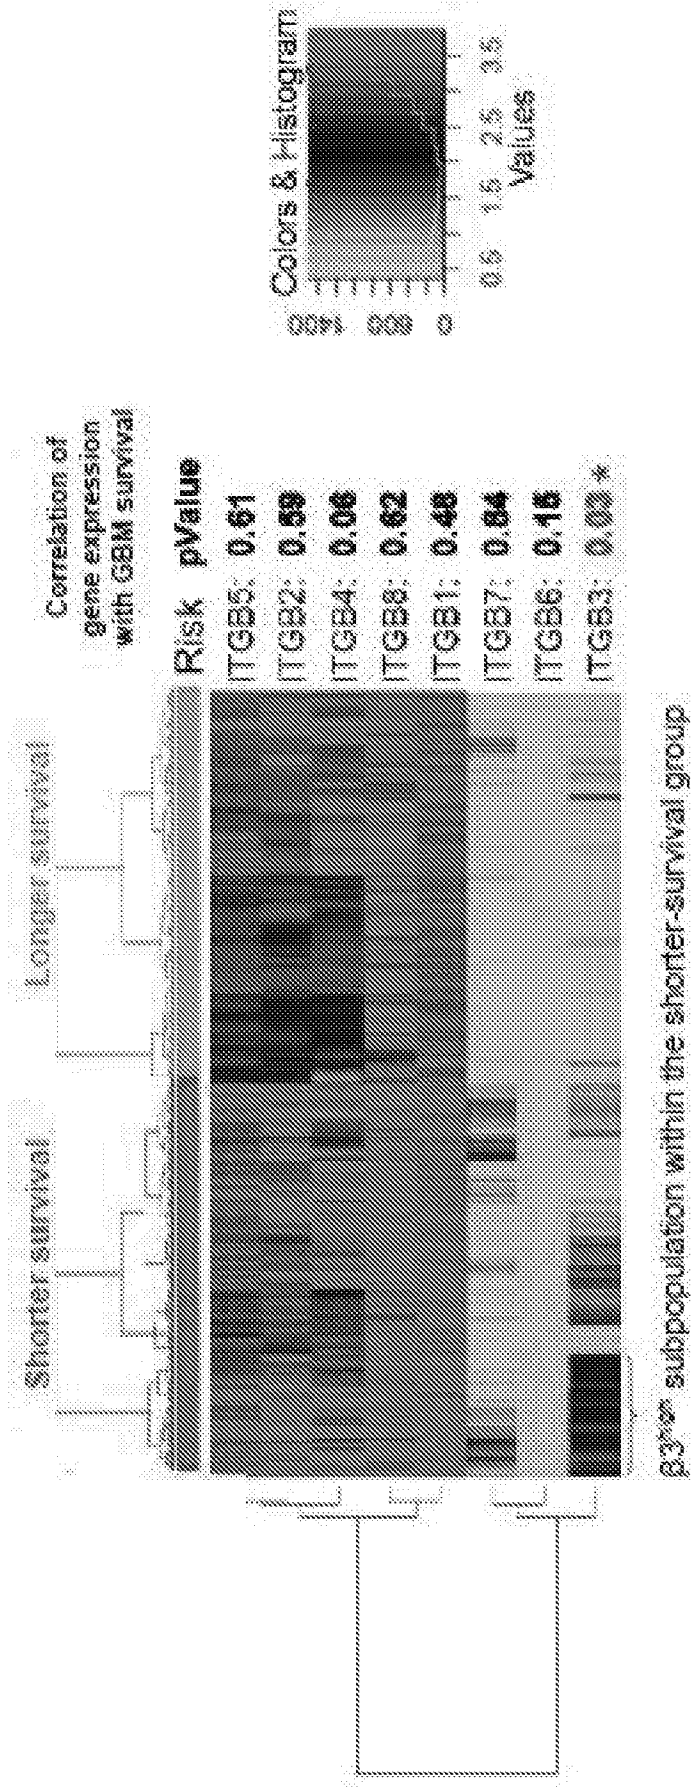 Shorter survival
Longer survival
Correlation of
gene expression
with GBM survival
Risk pValue
ITGB5: 0.61
ITGB2: 0.59
ITGB4: 0.06
ITGB8: 0.62
ITGB1: 0.48
ITGB7: 0.84
ITGB6: 0.15
ITGB3: 0.03 *
β3ʰⁱᵍʰ subpopulation within the shorter-survival group
Colors & Histogram
1400
600
0
0.5 1.5 2.5 3.5
Values